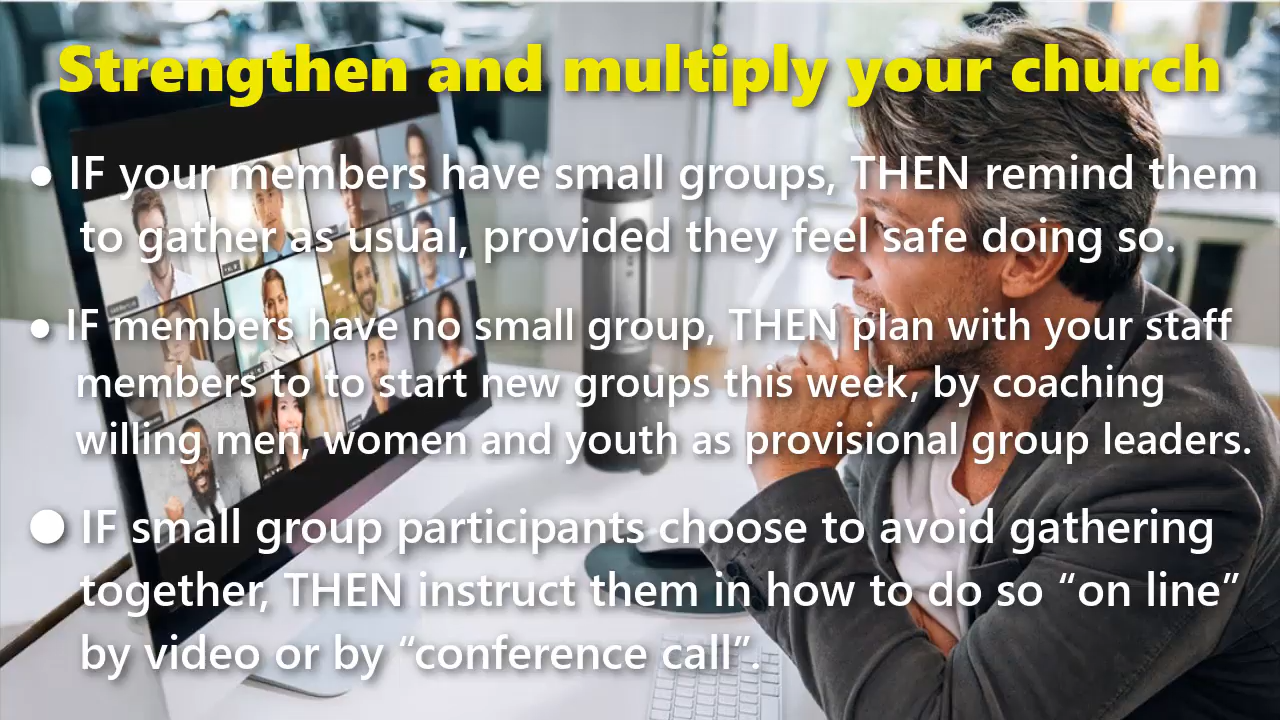 Strengthen and multiply your church
● IF your members have small groups, THEN remind them
to gather as usual, provided they feel safe doing so.
● IF members have no small group, THEN plan with your staff
members to to start new groups this week, by coaching
willing men, women and youth as provisional group leaders.
● IF small group participants choose to avoid gathering
together, THEN instruct them in how to do so “on line”
by video or by “conference call”.